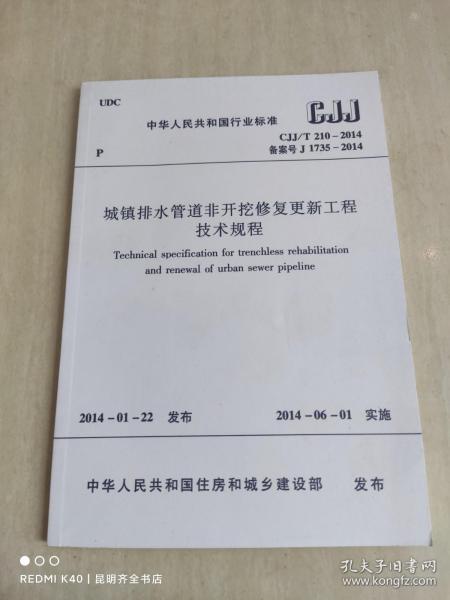 UDC
中华人民共和国行业标准
CJJ
CJJ/T 210-2014
P
备案号 J 1735-2014
城镇排水管道非开挖修复更新工程
技术规程
Technical specification for trenchless rehabilitation
and renewal of urban sewer pipeline
2014-01-22 发布
2014-06-01 实施
中华人民共和国住房和城乡建设部 发布
REDMI K40 | 昆明齐全书店
孔夫子旧书网
www.kongfz.com